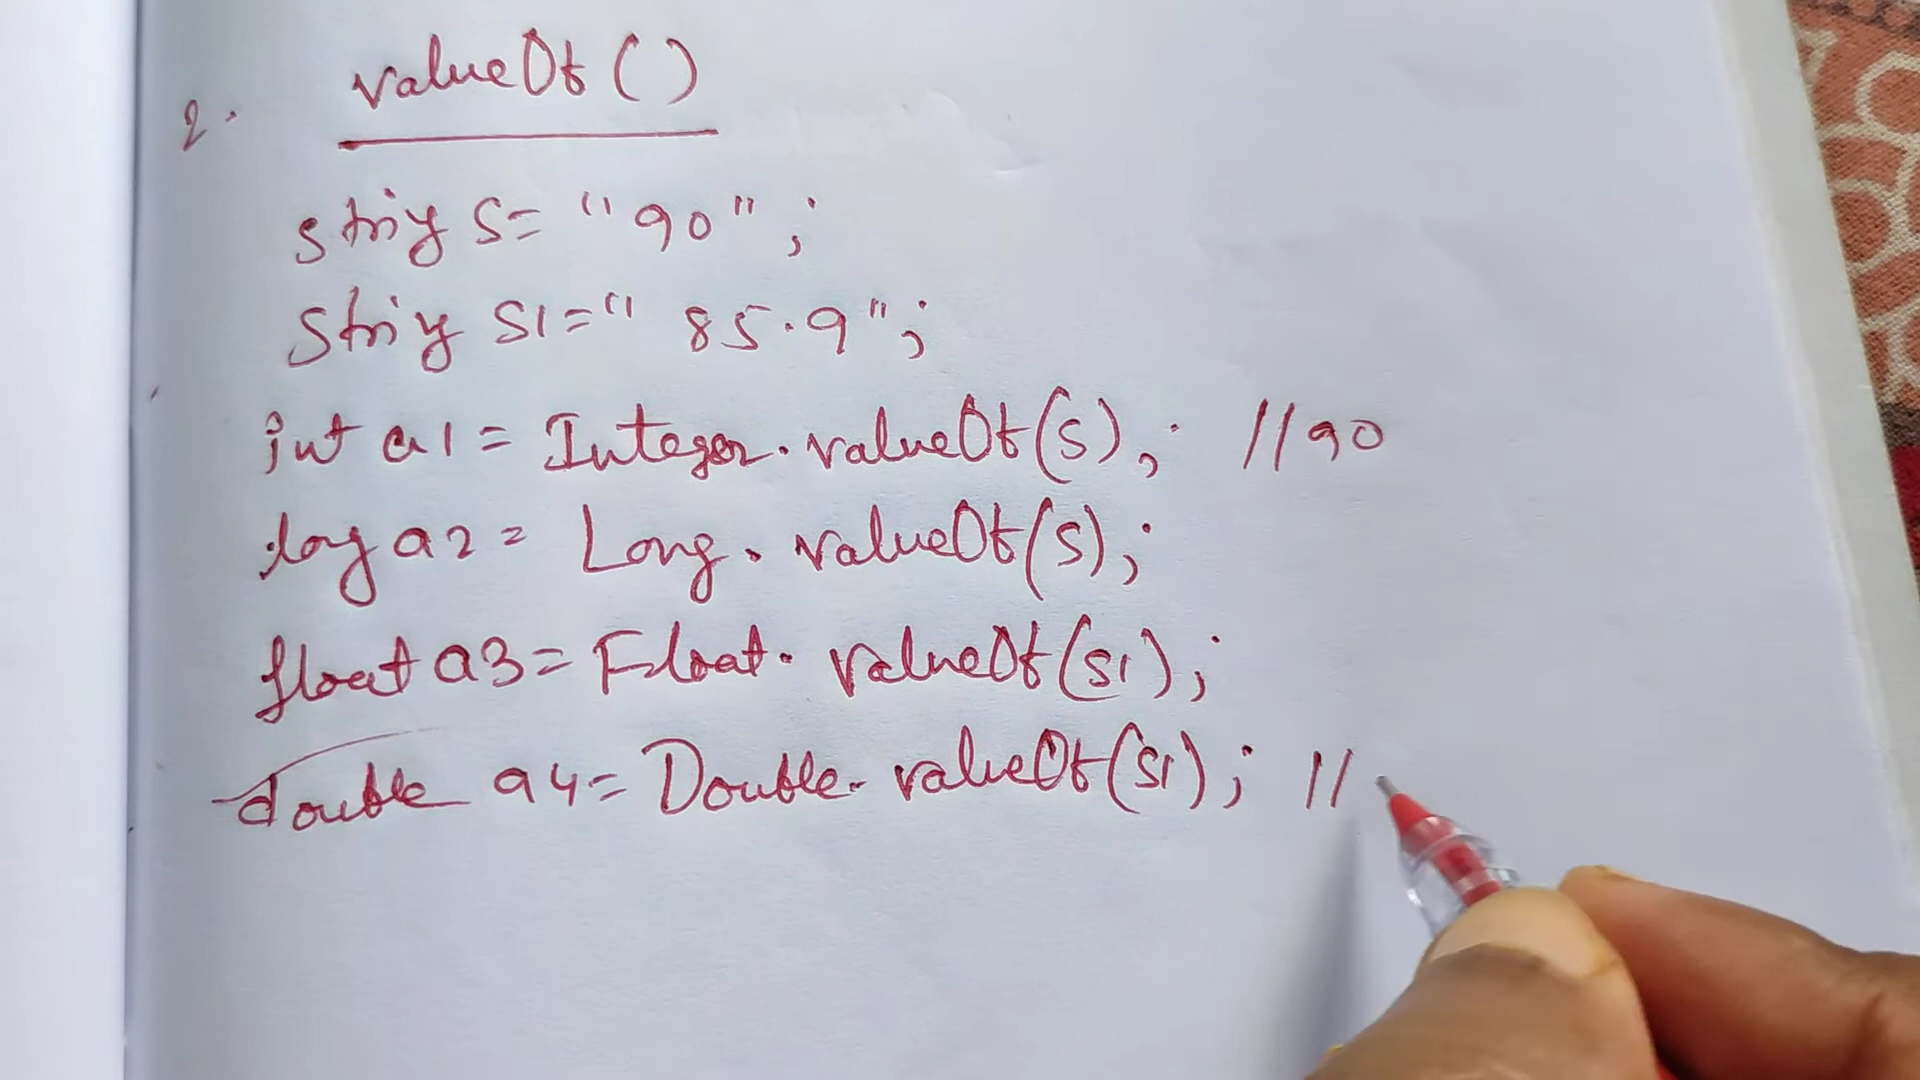 2. valueOf()
string s= "90";
String s1=" 85.9";
int a1= Integer.valueOf(s); //90
long a2= Long.valueOf(s);
float a3= Float.valueOf(s1);
double a4= Double.valueOf(s1); //